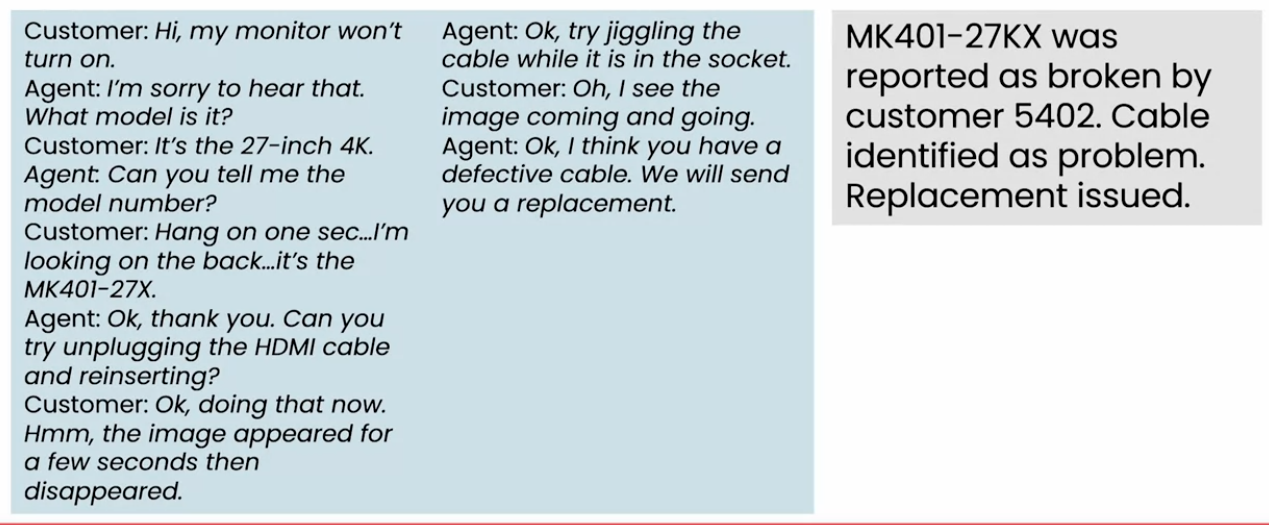 Customer: Hi, my monitor won't
turn on.
Agent: I'm sorry to hear that.
What model is it?
Customer: It's the 27-inch 4K.
Agent: Can you tell me the
model number?
Customer: Hang on one sec...I'm
looking on the back...it's the
MK401-27X.
Agent: Ok, thank you. Can you
try unplugging the HDMI cable
and reinserting?
Customer: Ok, doing that now.
Hmm, the image appeared for
a few seconds then
disappeared.
Agent: Ok, try jiggling the
cable while it is in the socket.
Customer: Oh, I see the
image coming and going.
Agent: Ok, I think you have a
defective cable. We will send
you a replacement.
MK401-27KX was
reported as broken by
customer 5402. Cable
identified as problem.
Replacement issued.